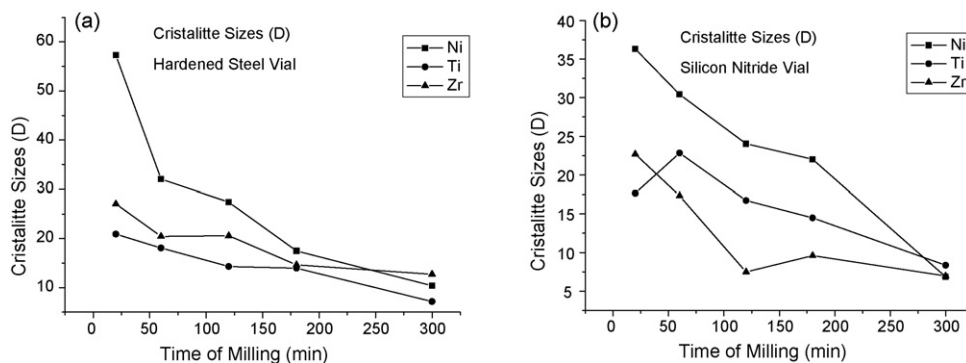 (a)
Cristalitte Sizes (D)
Hardened Steel Vial
Ni
Ti
Zr
60
50
40
30
20
10
Cristalitte Sizes (D)
0
50
100
150
200
250
300
Time of Milling (min)
(b)
Cristalitte Sizes (D)
Silicon Nitride Vial
Ni
Ti
Zr
40
35
30
25
20
15
10
5
Cristalitte Sizes (D)
0
50
100
150
200
250
300
Time of Milling (min)